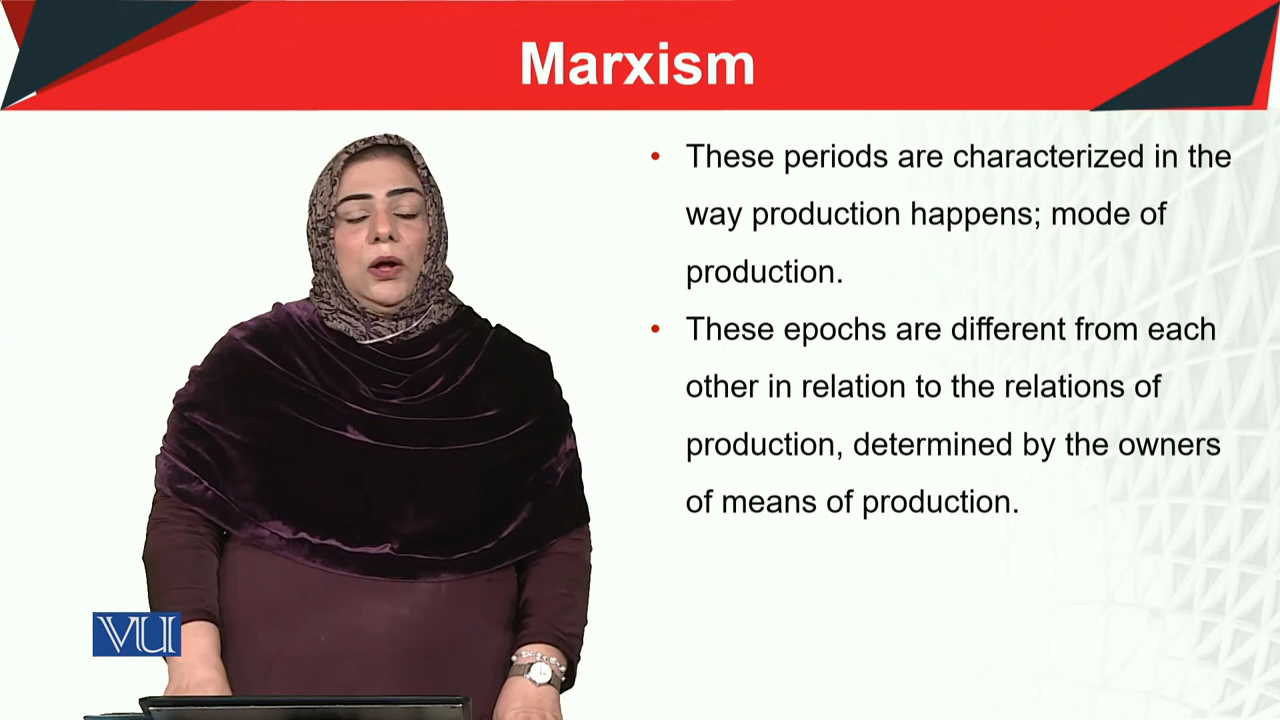 Marxism
• These periods are characterized in the
way production happens; mode of
production.
• These epochs are different from each
other in relation to the relations of
production, determined by the owners
of means of production.
VU